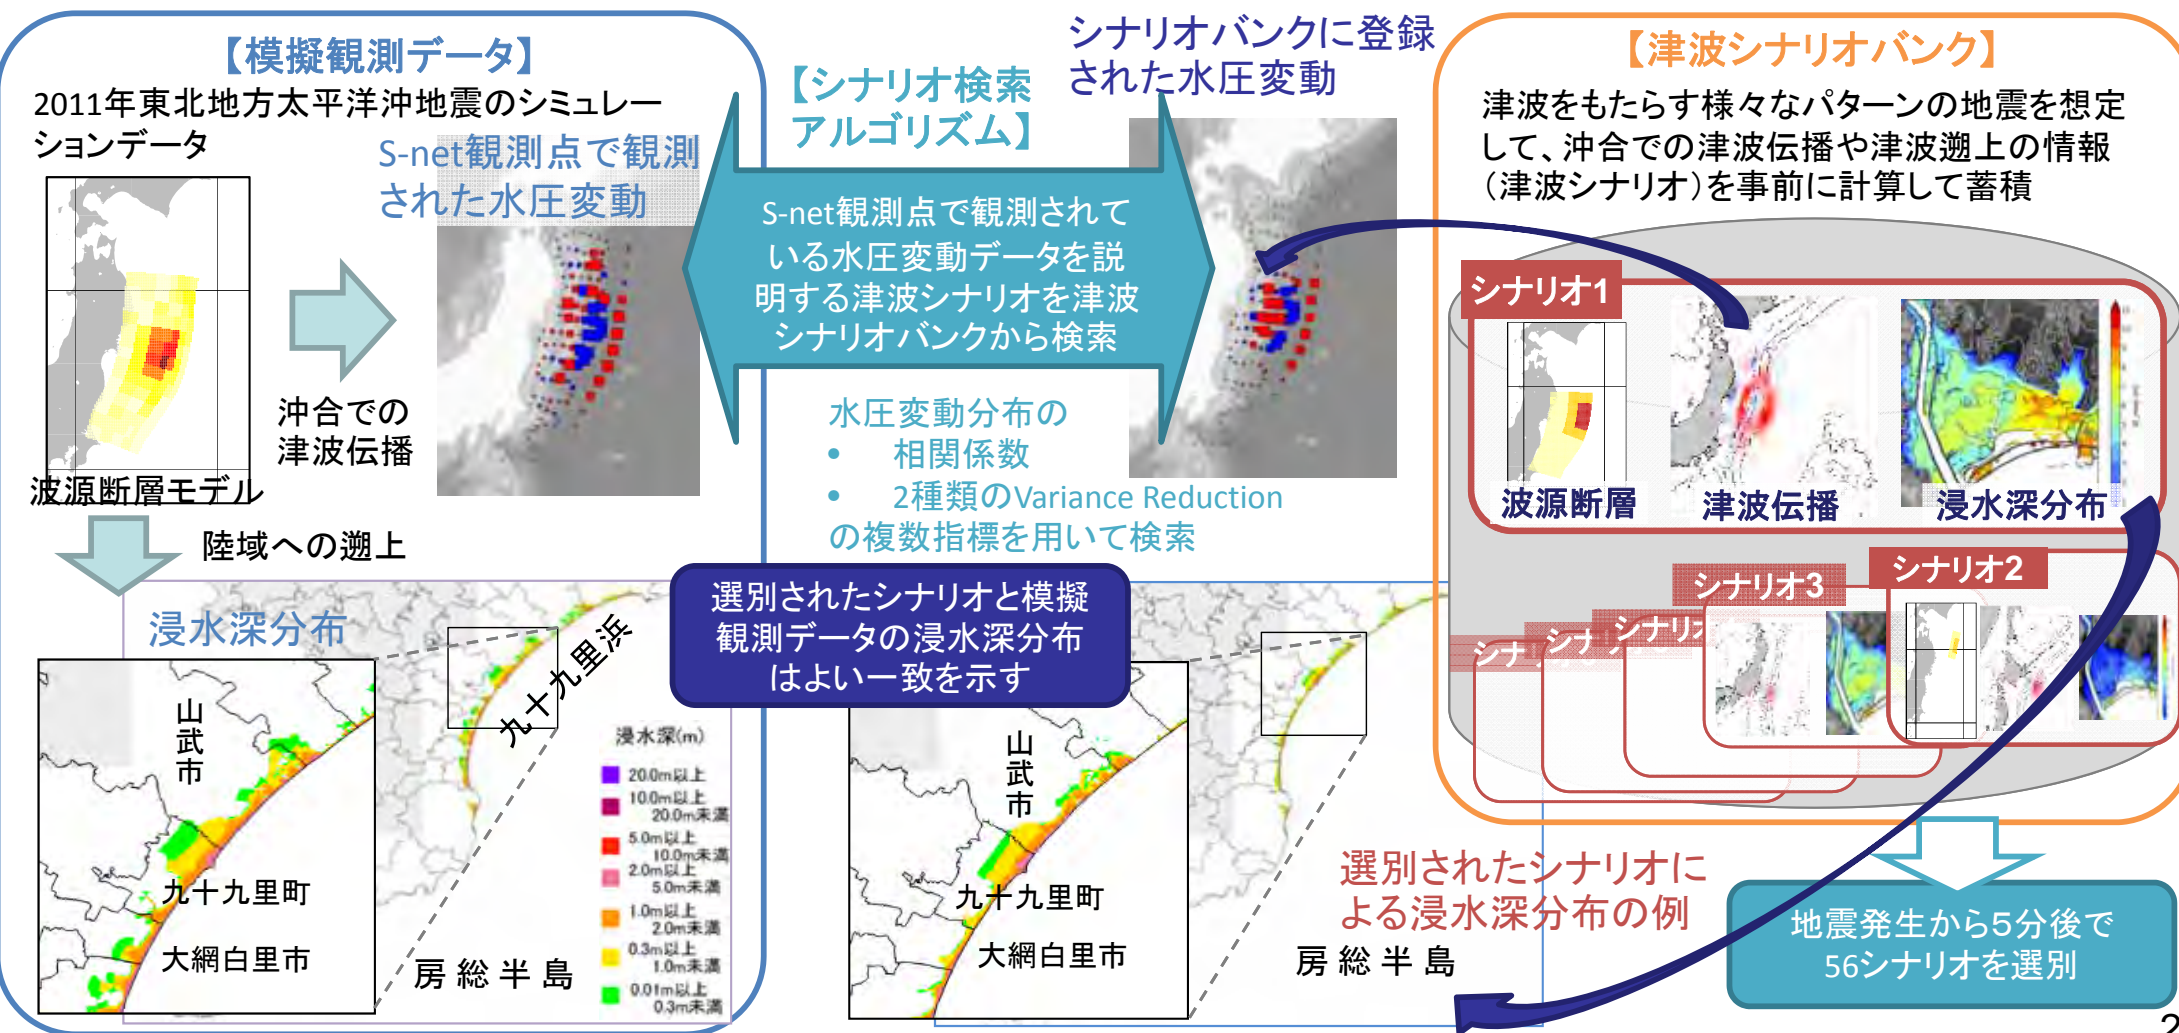 【模擬観測データ】
2011年東北地方太平洋沖地震のシミュレー
ションデータ
S-net観測点で観測
された水圧変動
沖合での
津波伝播
波源断層モデル
陸域への遡上
浸水深分布
山武市
九十九里町
大網白里市
九十九里浜
房総半島
浸水深(m)
20.0m以上
10.0m以上
20.0m未満
5.0m以上
10.0m未満
2.0m以上
5.0m未満
1.0m以上
2.0m未満
0.3m以上
1.0m未満
0.01m以上
0.3m未満
【シナリオ検索
アルゴリズム】
S-net観測点で観測されて
いる水圧変動データを説
明する津波シナリオを津波
シナリオバンクから検索
水圧変動分布の
• 相関係数
• 2種類のVariance Reduction
の複数指標を用いて検索
シナリオバンクに登録
された水圧変動
選別されたシナリオと模擬
観測データの浸水深分布
はよい一致を示す
山武市
九十九里町
大網白里市
房総半島
選別されたシナリオに
よる浸水深分布の例
【津波シナリオバンク】
津波をもたらす様々なパターンの地震を想定
して、沖合での津波伝播や津波遡上の情報
（津波シナリオ）を事前に計算して蓄積
シナリオ1
波源断層
津波伝播
浸水深分布
シナリオ2
シナリオ3
シナリオ
シナリ
シナリ
地震発生から5分後で
56シナリオを選別
2